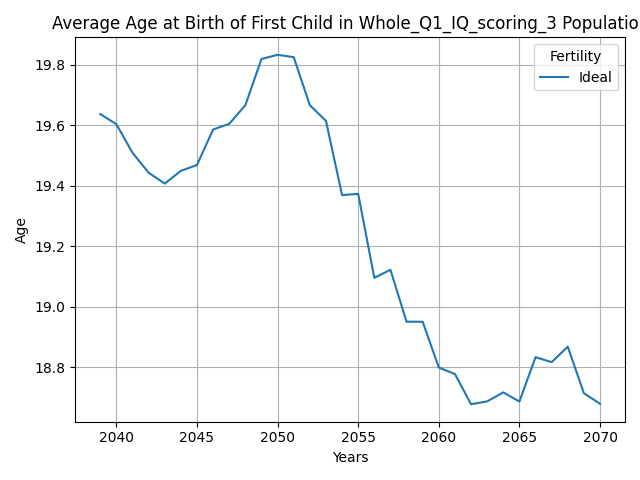 Average Age at Birth of First Child in Whole_Q1_IQ_scoring_3 Populatio
Fertility
Ideal
Age
19.8
19.6
19.4
19.2
19.0
18.8
2040 2045 2050 2055 2060 2065 2070
Years